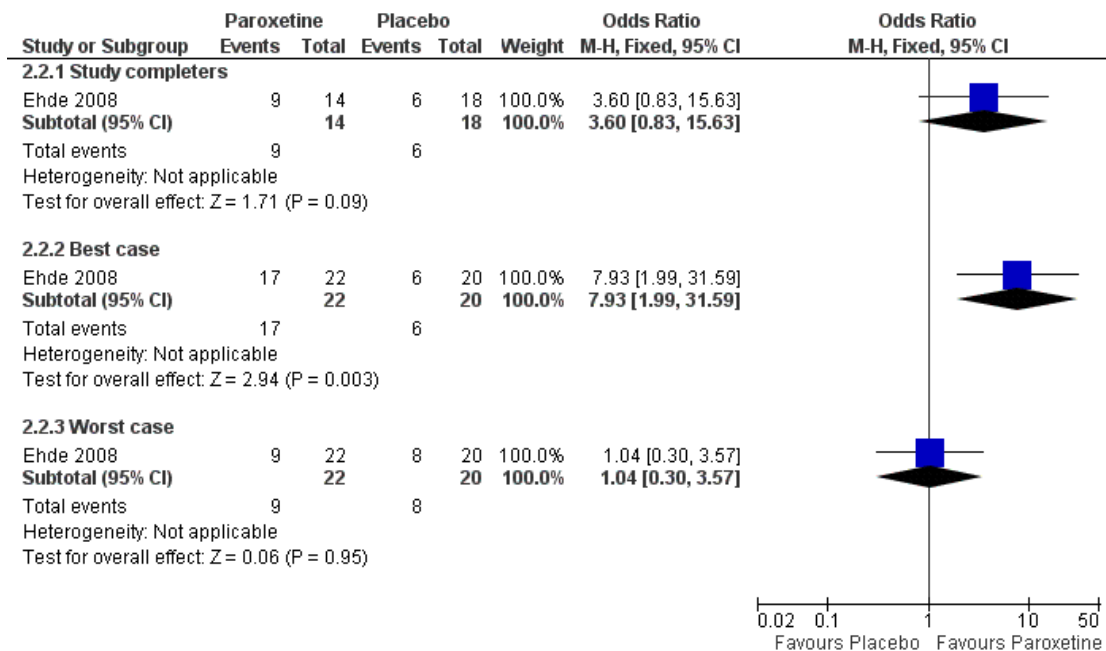 Paroxetine Placebo Odds Ratio Odds Ratio
Study or Subgroup Events Total Events Total Weight M-H, Fixed, 95% CI M-H, Fixed, 95% CI
2.2.1 Study completers
Ehde 2008 9 14 6 18 100.0% 3.60 [0.83, 15.63]
Subtotal (95% CI) 14 18 100.0% 3.60 [0.83, 15.63]
Total events 9 6
Heterogeneity: Not applicable
Test for overall effect: Z = 1.71 (P = 0.09)
2.2.2 Best case
Ehde 2008 17 22 6 20 100.0% 7.93 [1.99, 31.59]
Subtotal (95% CI) 22 20 100.0% 7.93 [1.99, 31.59]
Total events 17 6
Heterogeneity: Not applicable
Test for overall effect: Z = 2.94 (P = 0.003)
2.2.3 Worst case
Ehde 2008 9 22 8 20 100.0% 1.04 [0.30, 3.57]
Subtotal (95% CI) 22 20 100.0% 1.04 [0.30, 3.57]
Total events 9 8
Heterogeneity: Not applicable
Test for overall effect: Z = 0.06 (P = 0.95)
0.02 0.1 1 10 50
Favours Placebo Favours Paroxetine